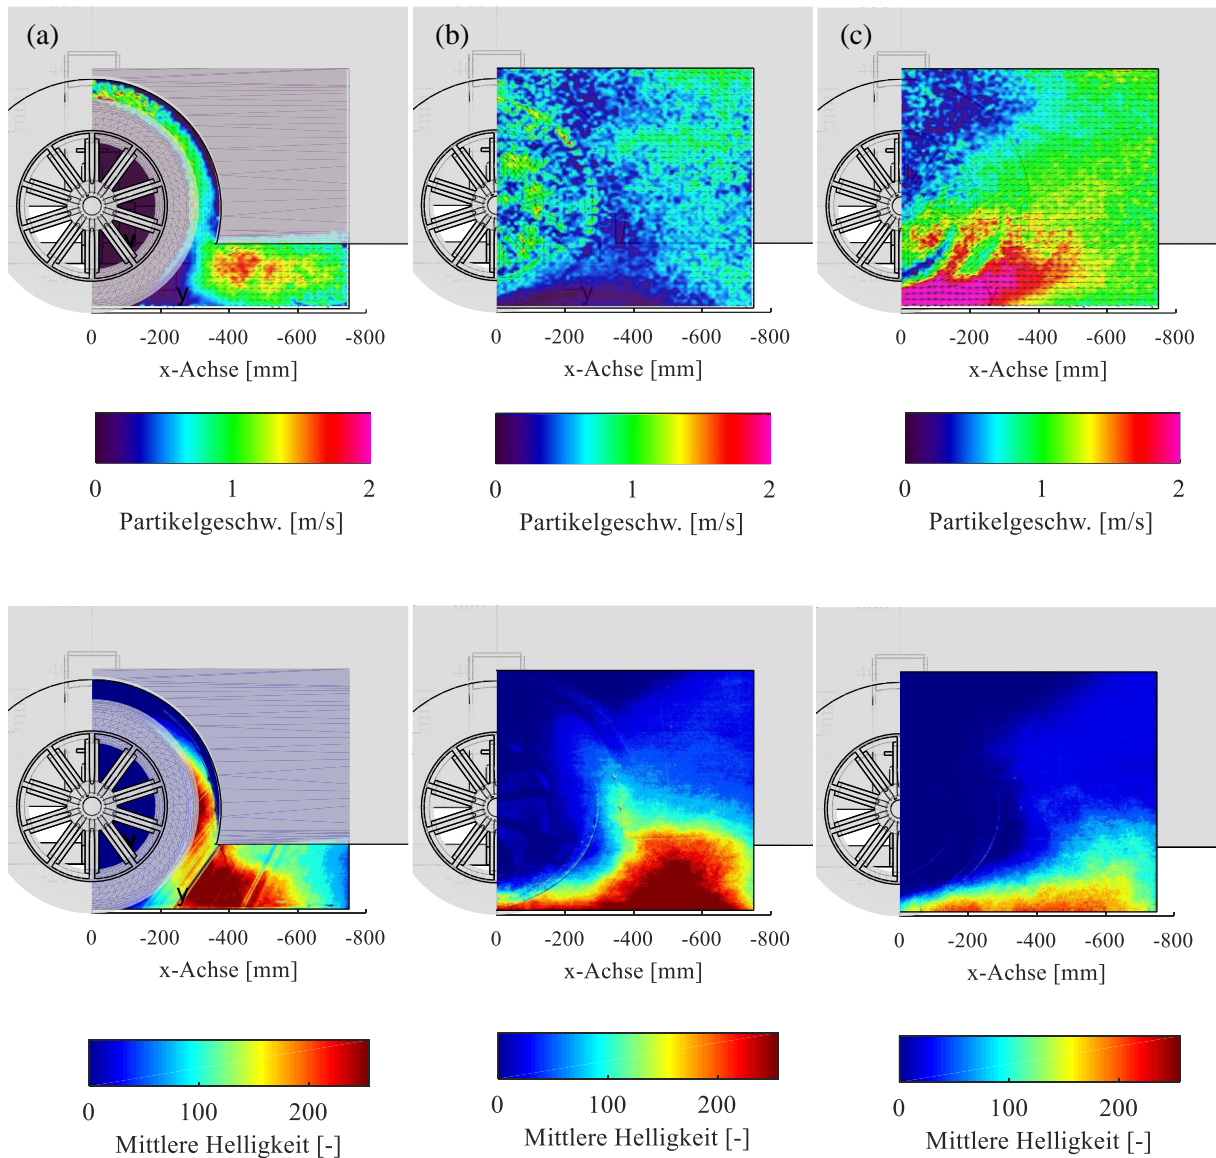 (a) (b) (c)
y
y
0 -200 -400 -600 -800 0 -200 -400 -600 -800 0 -200 -400 -600 -800
x-Achse [mm] x-Achse [mm] x-Achse [mm]
0 1 2 0 1 2 0 1 2
Partikelgeschw. [m/s] Partikelgeschw. [m/s] Partikelgeschw. [m/s]
y
0 -200 -400 -600 -800 0 -200 -400 -600 -800 0 -200 -400 -600 -800
x-Achse [mm] x-Achse [mm] x-Achse [mm]
0 100 200 0 100 200 0 100 200
Mittlere Helligkeit [-] Mittlere Helligkeit [-] Mittlere Helligkeit [-]